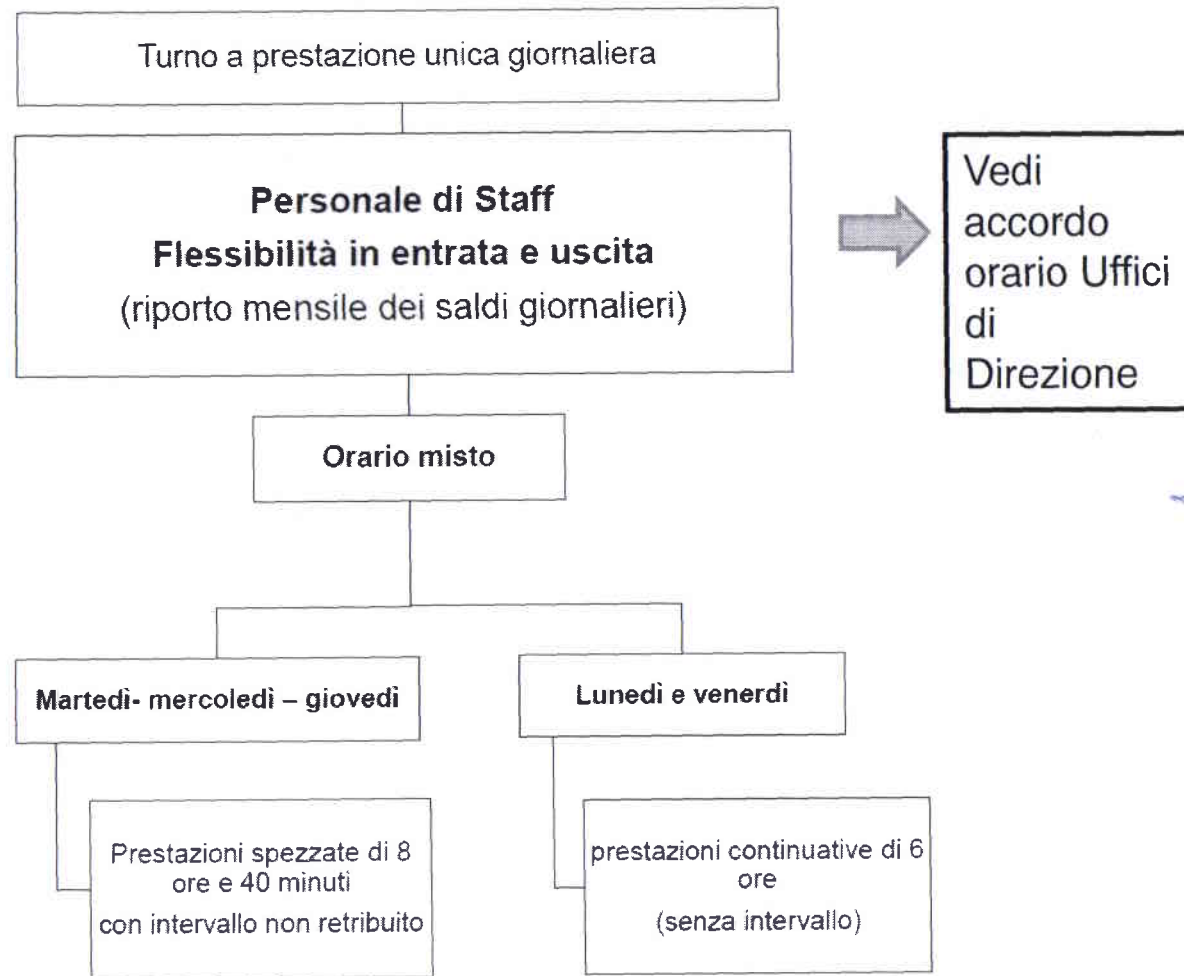 Turno a prestazione unica giornaliera
Personale di Staff
Flessibilità in entrata e uscita
(riporto mensile dei saldi giornalieri)
Vedi
accordo
orario Uffici
di
Direzione
Orario misto
Martedì- mercoledì – giovedì
Lunedì e venerdì
Prestazioni spezzate di 8
ore e 40 minuti
con intervallo non retribuito
prestazioni continuative di 6
ore
(senza intervallo)